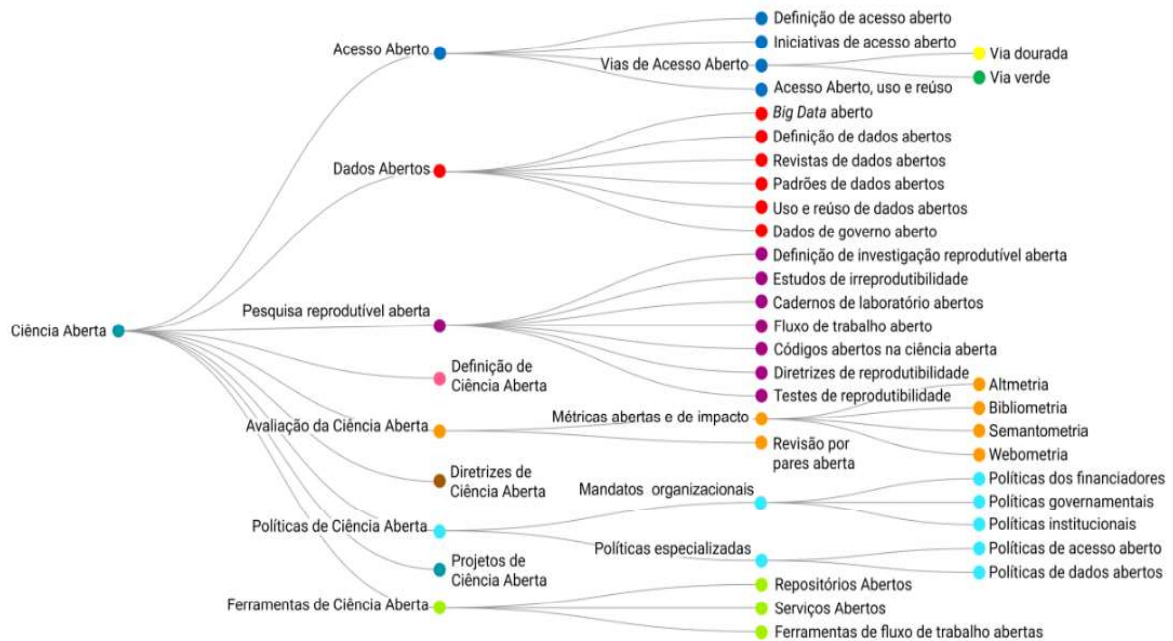 Ciência Aberta
Acesso Aberto
Definição de acesso aberto
Iniciativas de acesso aberto
Vias de Acesso Aberto
Via dourada
Via verde
Acesso Aberto, uso e reúso
Dados Abertos
Big Data aberto
Definição de dados abertos
Revistas de dados abertos
Padrões de dados abertos
Uso e reúso de dados abertos
Dados de governo aberto
Pesquisa reprodutível aberta
Definição de investigação reprodutível aberta
Estudos de irreprodutibilidade
Cadernos de laboratório abertos
Fluxo de trabalho aberto
Códigos abertos na ciência aberta
Diretrizes de reprodutibilidade
Testes de reprodutibilidade
Definição de
Ciência Aberta
Avaliação da Ciência Aberta
Métricas abertas e de impacto
Altmetria
Bibliometria
Semantometria
Webometria
Revisão por
pares aberta
Diretrizes de
Ciência Aberta
Políticas de Ciência Aberta
Mandatos organizacionais
Políticas dos financiadores
Políticas governamentais
Políticas institucionais
Políticas especializadas
Políticas de acesso aberto
Políticas de dados abertos
Projetos de
Ciência Aberta
Ferramentas de Ciência Aberta
Repositórios Abertos
Serviços Abertos
Ferramentas de fluxo de trabalho abertas